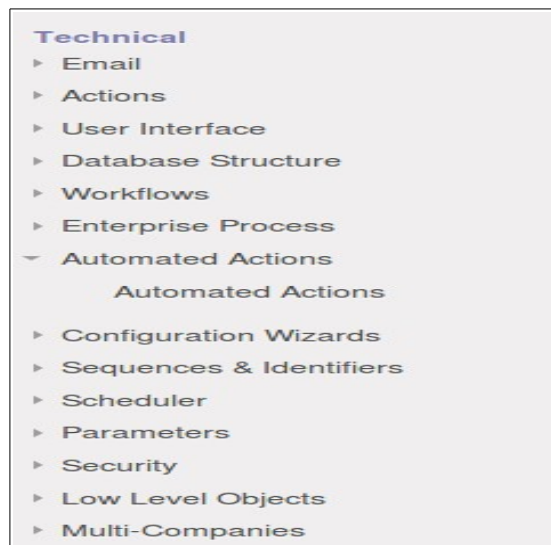 Technical
Email
Actions
User Interface
Database Structure
Workflows
Enterprise Process
Automated Actions
Automated Actions
Configuration Wizards
Sequences & Identifiers
Scheduler
Parameters
Security
Low Level Objects
Multi-Companies